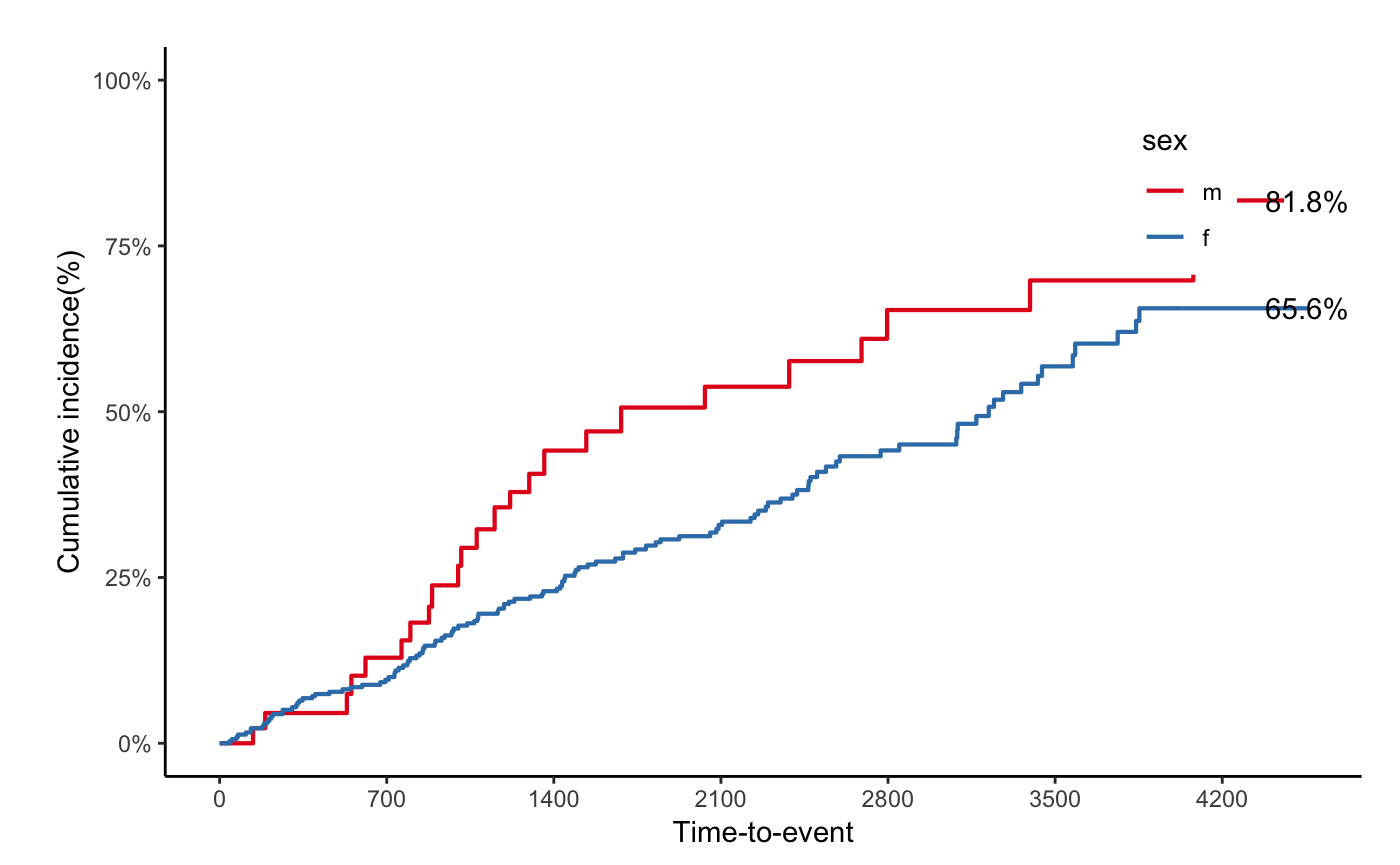 100%
75%
50%
25%
0%
Cumulative incidence(%)
sex
m
f
81.8%
65.6%
0 700 1400 2100 2800 3500 4200
Time-to-event